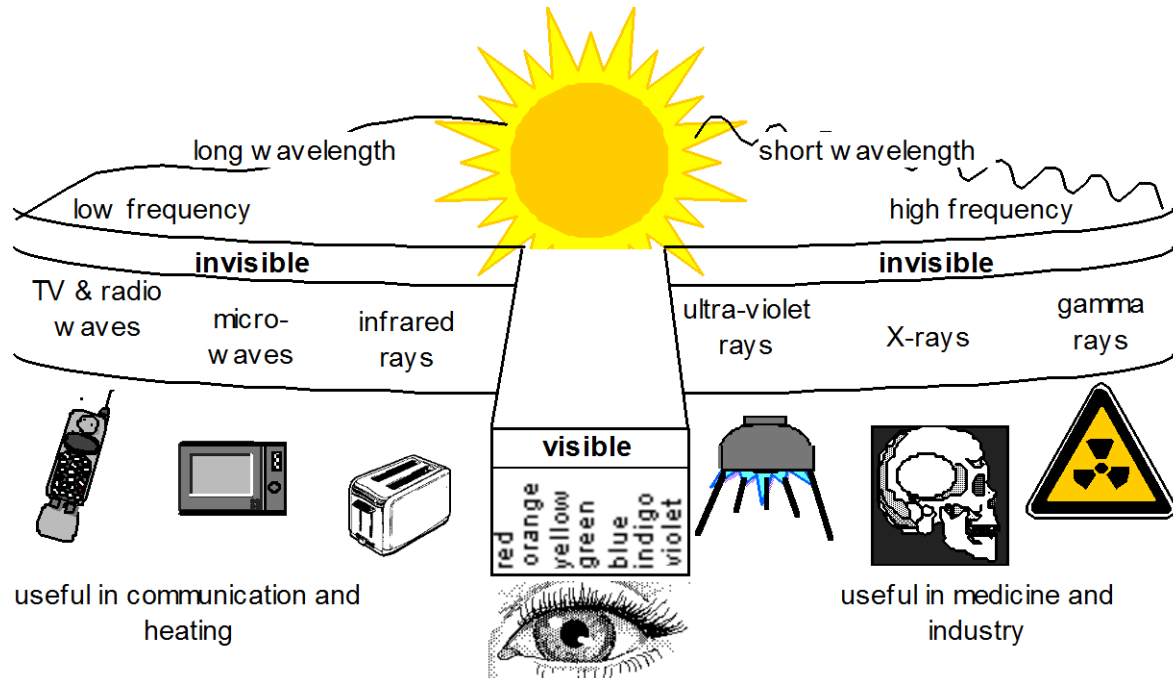 long wavelength
short wavelength
low frequency
high frequency
invisible
invisible
TV & radio
waves
micro-
waves
infrared
rays
ultra-violet
rays
X-rays
gamma
rays
visible
red
orange
yellow
green
blue
indigo
violet
useful in communication and
heating
useful in medicine and
industry